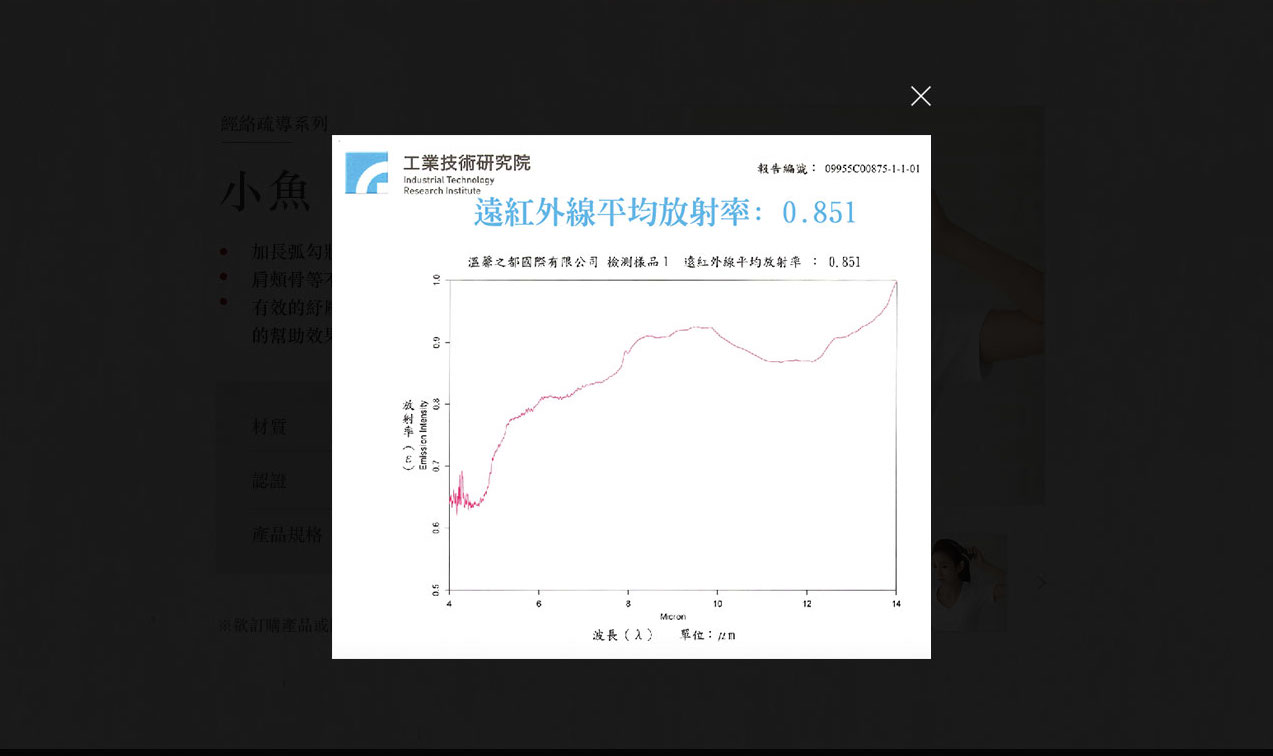 經絡疏導系列
小魚
加長弧勾
肩頰骨等
有效的紓
的幫助效果
材質
認證
產品規格
※欲訂購產品或
工業技術研究院
Industrial Technology
Research Institute
報告編號： 09955C00875-1-1-01
遠紅外線平均放射率: 0.851
溫馨之都國際有限公司 檢測樣品1 遠紅外線平均放射率 : 0.851
放射率(ε)
Emission Intensity
1.0
0.9
0.8
0.7
0.6
0.5
4 6 8 10 12 14
Micron
波長(λ) 單位：μm